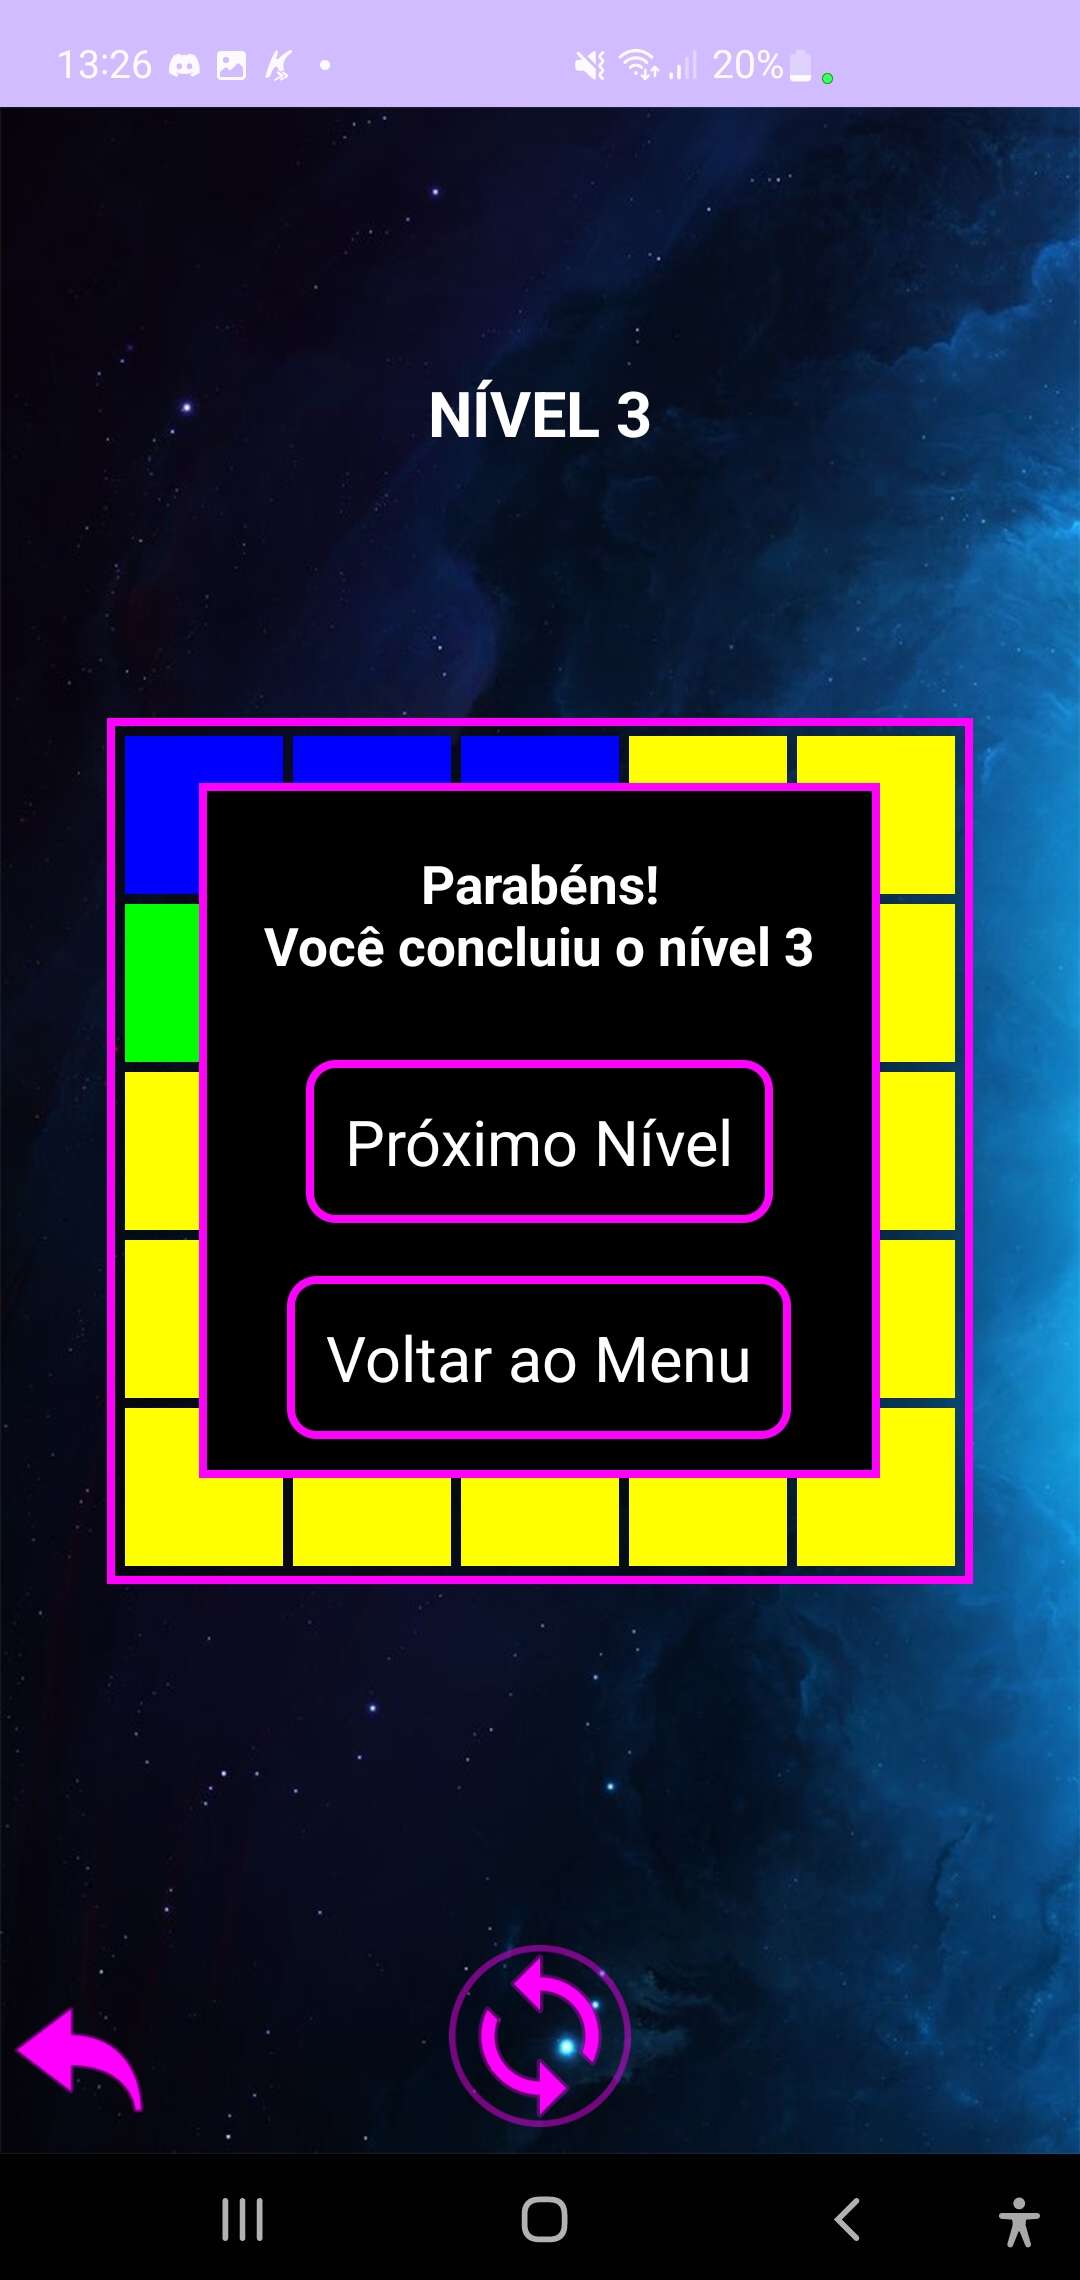 13:26
20%
NÍVEL 3
Parabéns!
Você concluiu o nível 3
Próximo Nível
Voltar ao Menu